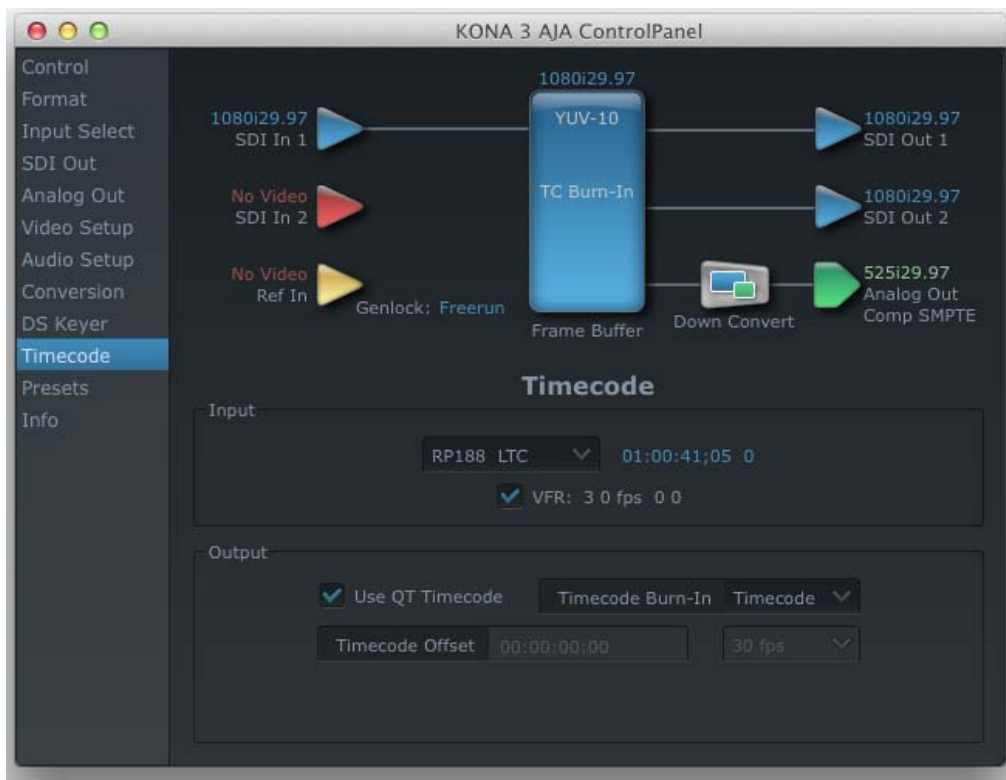 KONA 3 AJA ControlPanel
Control
Format
Input Select
SDI Out
Analog Out
Video Setup
Audio Setup
Conversion
DS Keyer
Timecode
Presets
Info
1080i29.97
1080i29.97
SDI In 1
YUV-10
1080i29.97
SDI Out 1
No Video
SDI In 2
TC Burn-In
1080i29.97
SDI Out 2
No Video
Ref In
Genlock: Freerun
Frame Buffer
Down Convert
525i29.97
Analog Out
Comp SMPTE
Timecode
Input
RP188 LTC
01:00:41;05 0
VFR: 3 0 fps 0 0
Output
Use QT Timecode
Timecode Burn-In Timecode
Timecode Offset 00:00:00:00
30 fps